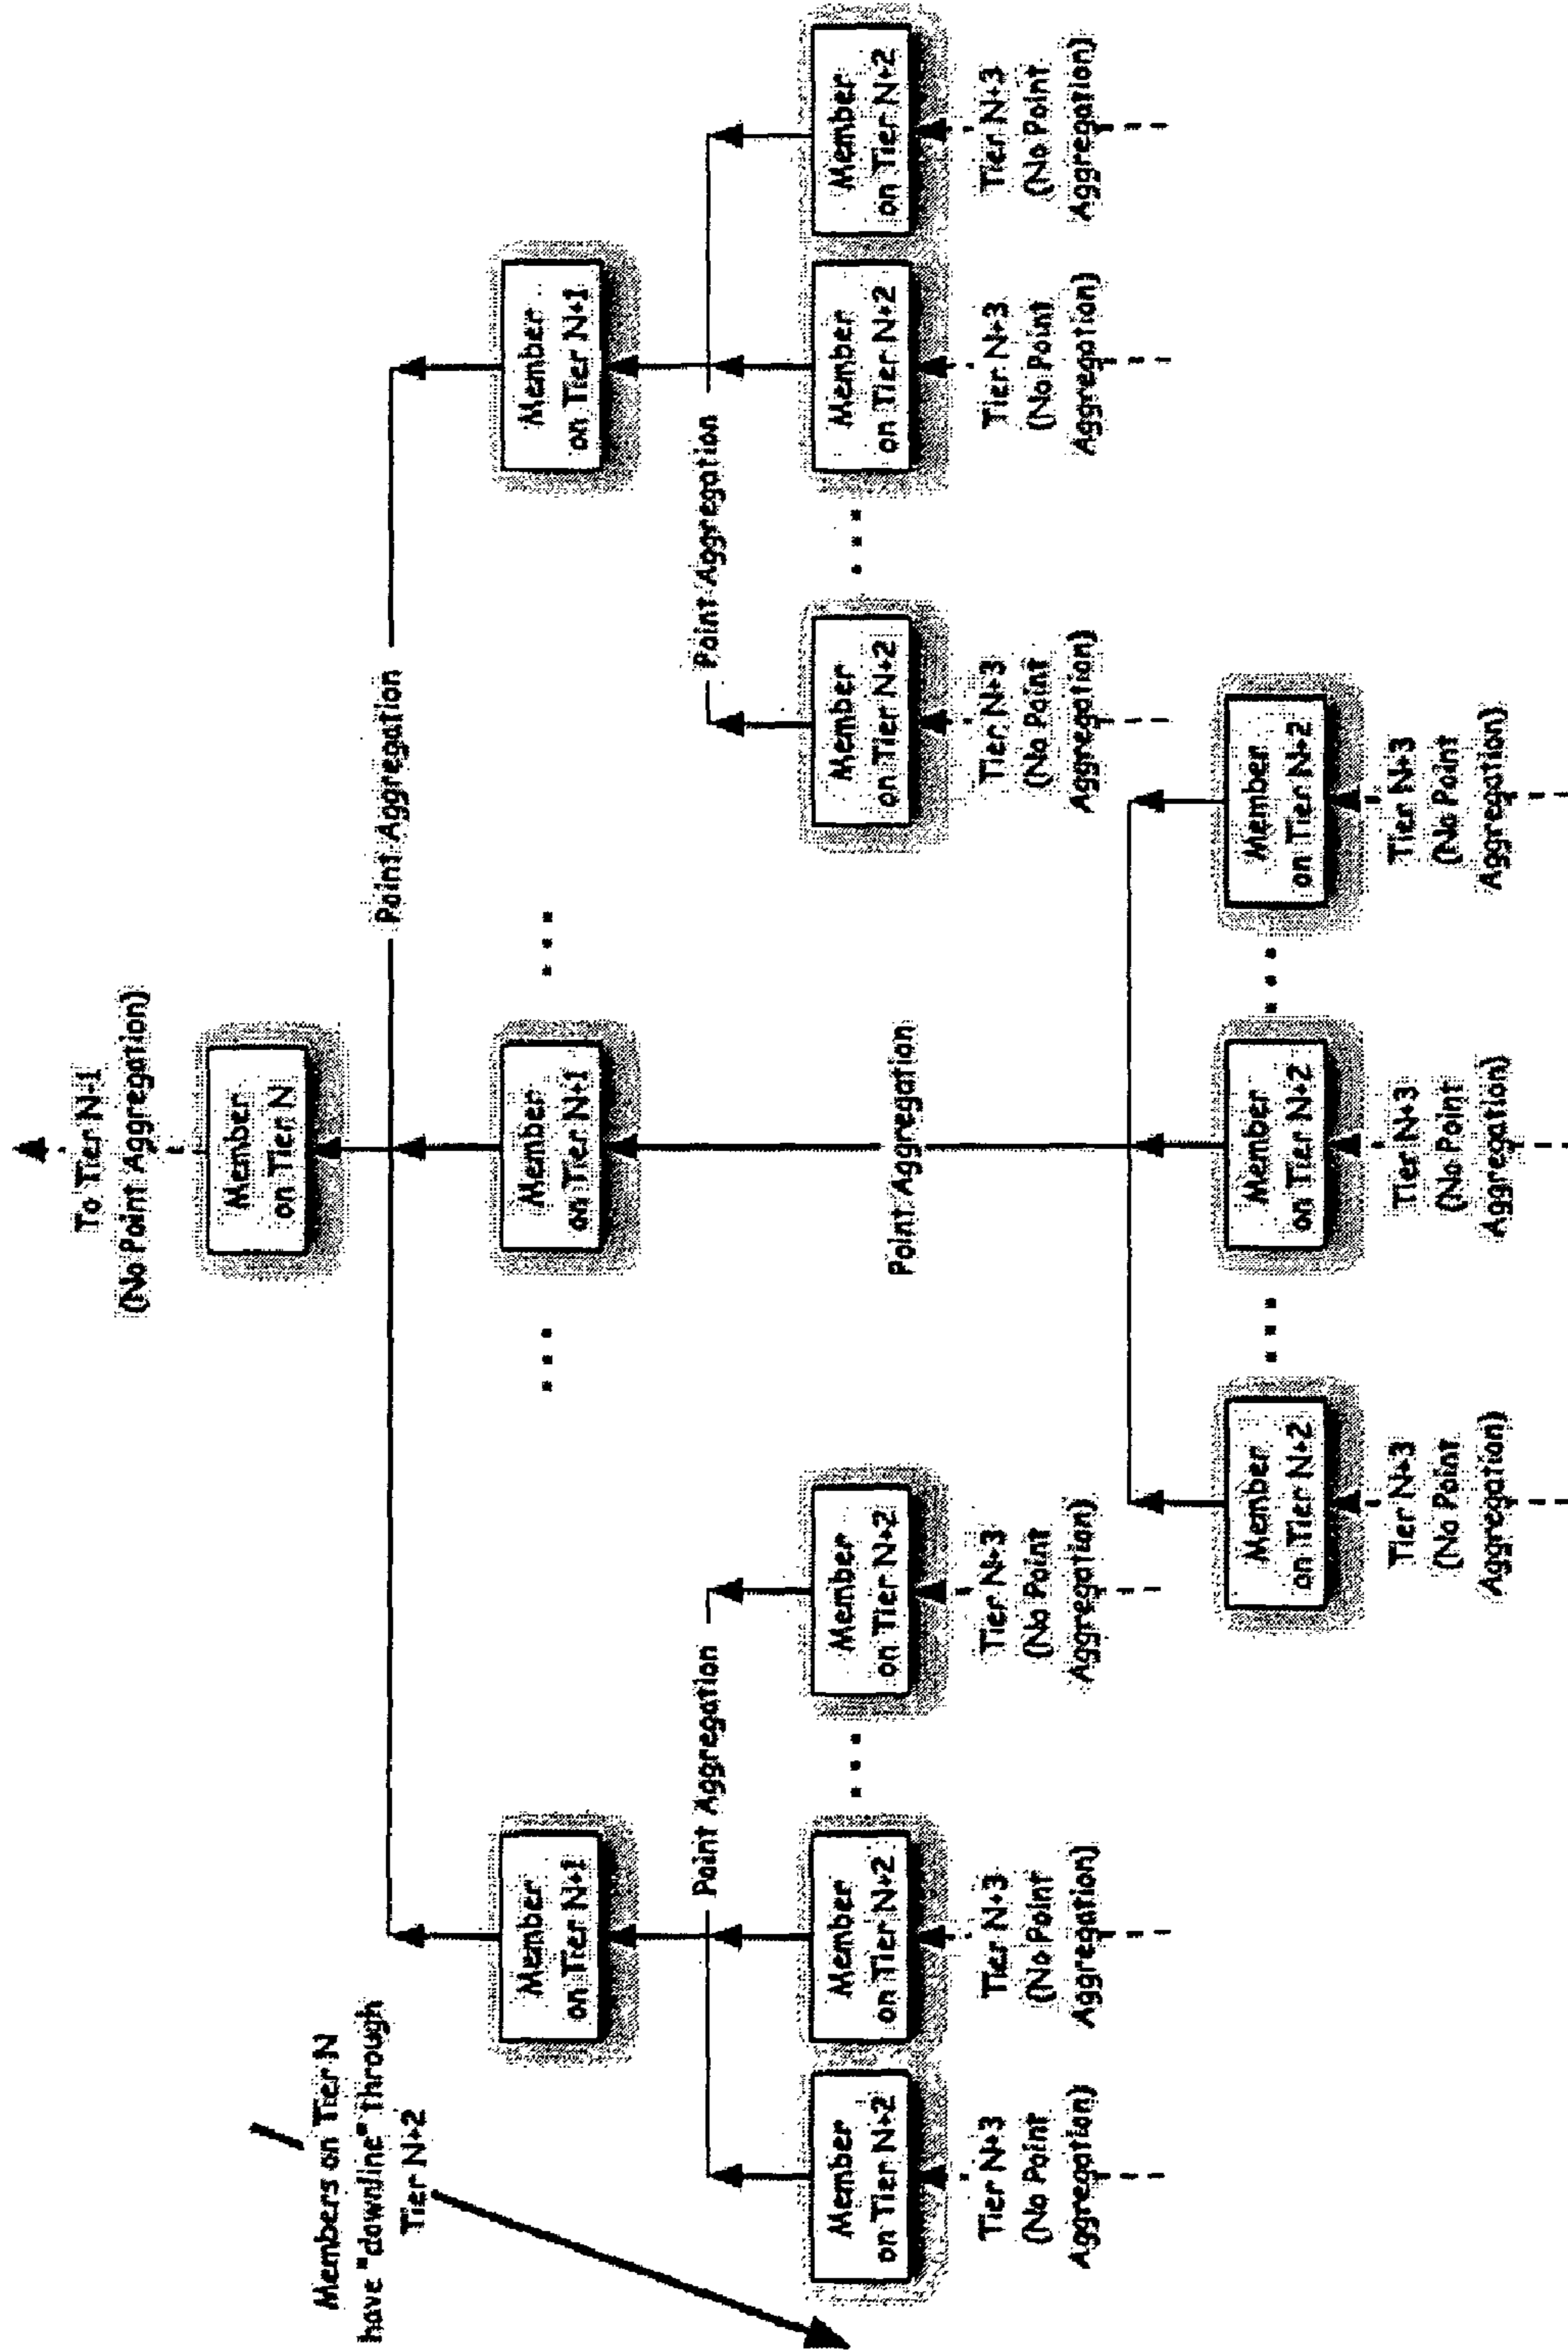 To Tier N-1
(No Point Aggregation)
Member
on Tier N
Members on Tier N
have "downline" through
Tier N+2
Point Aggregation
Member
on Tier N+1
Member
on Tier N+1
Member
on Tier N+1
Point Aggregation
Point Aggregation
Member
on Tier N+2
Member
on Tier N+2
Member
on Tier N+2
Member
on Tier N+2
Member
on Tier N+2
Member
on Tier N+2
Point Aggregation
Tier N+3
(No Point
Aggregation)
Tier N+3
(No Point
Aggregation)
Tier N+3
(No Point
Aggregation)
Tier N+3
(No Point
Aggregation)
Tier N+3
(No Point
Aggregation)
Tier N+3
(No Point
Aggregation)
Member
on Tier N+2
Member
on Tier N+2
Member
on Tier N+2
Tier N+3
(No Point
Aggregation)
Tier N+3
(No Point
Aggregation)
Tier N+3
(No Point
Aggregation)